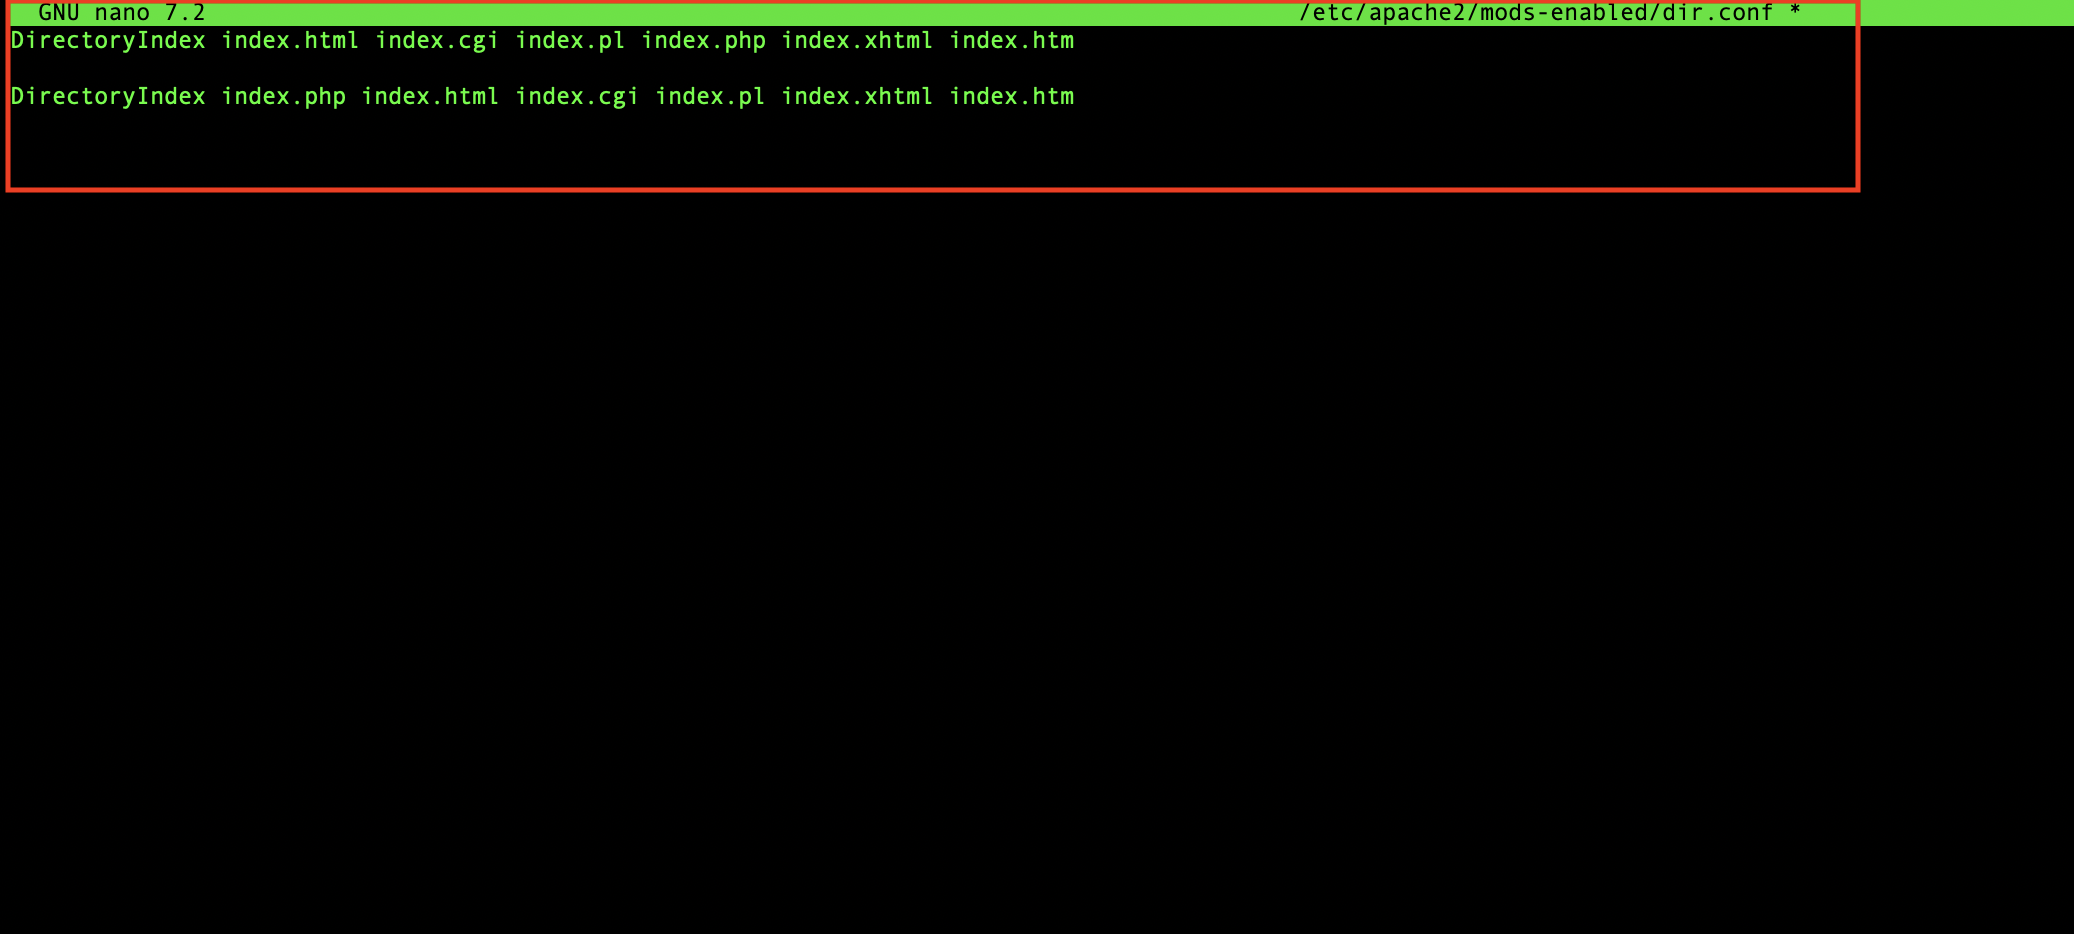 GNU nano 7.2 /etc/apache2/mods-enabled/dir.conf *
DirectoryIndex index.html index.cgi index.pl index.php index.xhtml index.htm
DirectoryIndex index.php index.html index.cgi index.pl index.xhtml index.htm